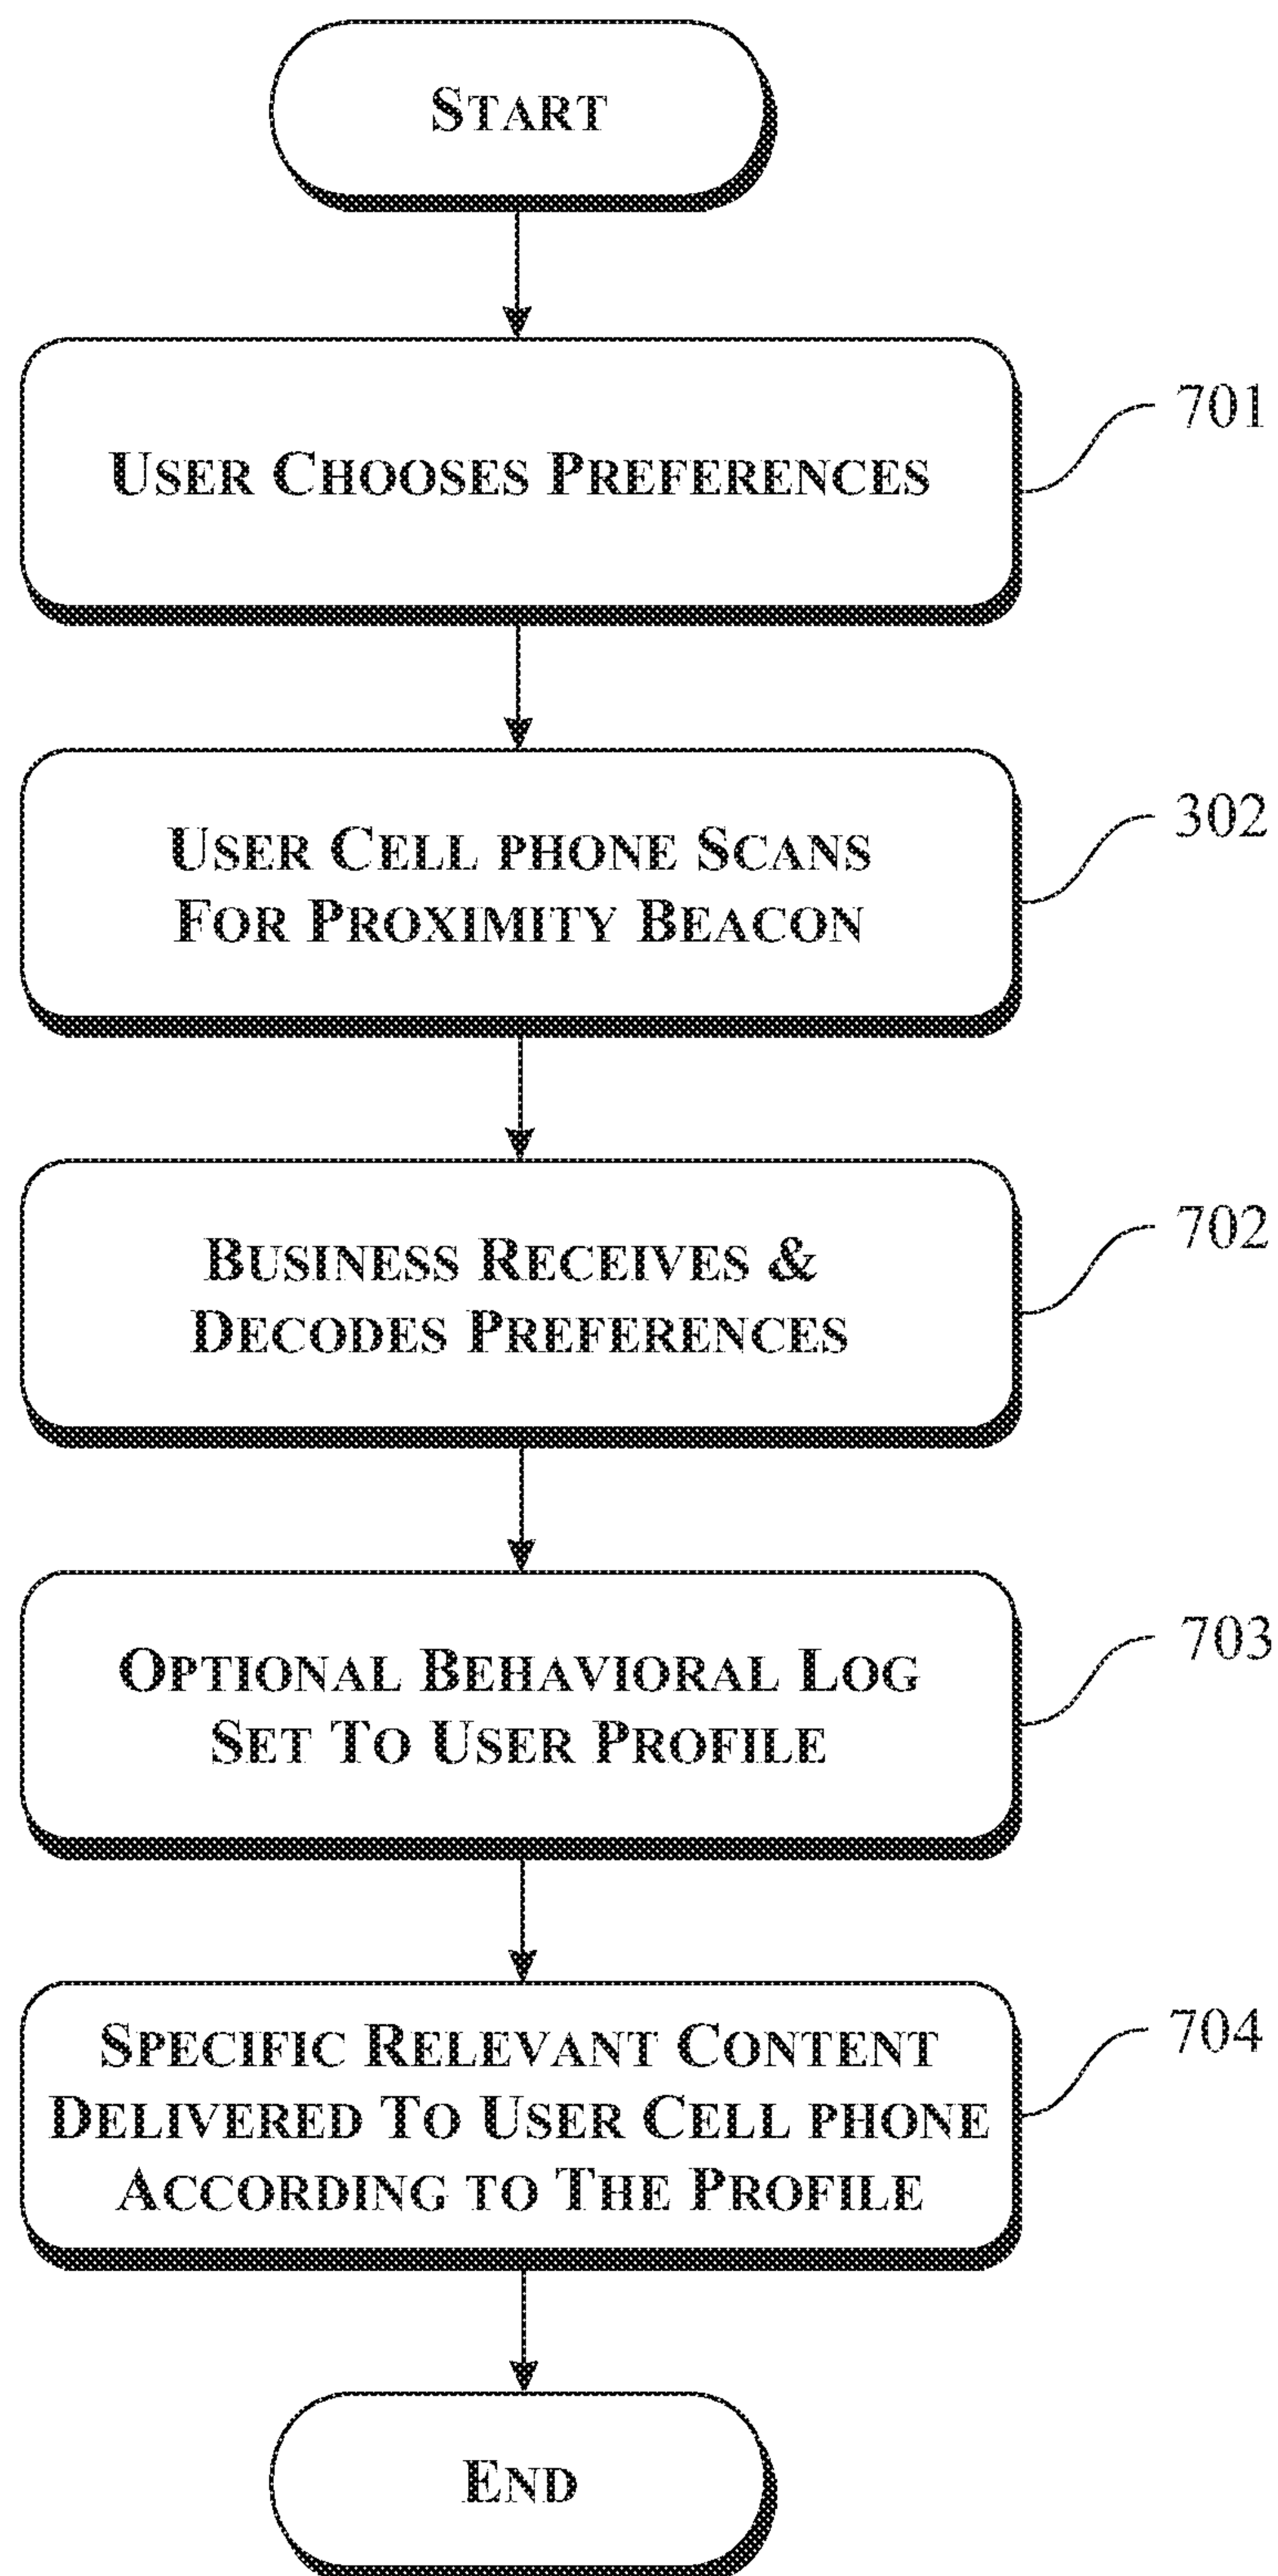 START
USER CHOOSES PREFERENCES
701
USER CELL PHONE SCANS
FOR PROXIMITY BEACON
302
BUSINESS RECEIVES &
DECODES PREFERENCES
702
OPTIONAL BEHAVIORAL LOG
SET TO USER PROFILE
703
SPECIFIC RELEVANT CONTENT
DELIVERED TO USER CELL PHONE
ACCORDING TO THE PROFILE
704
END